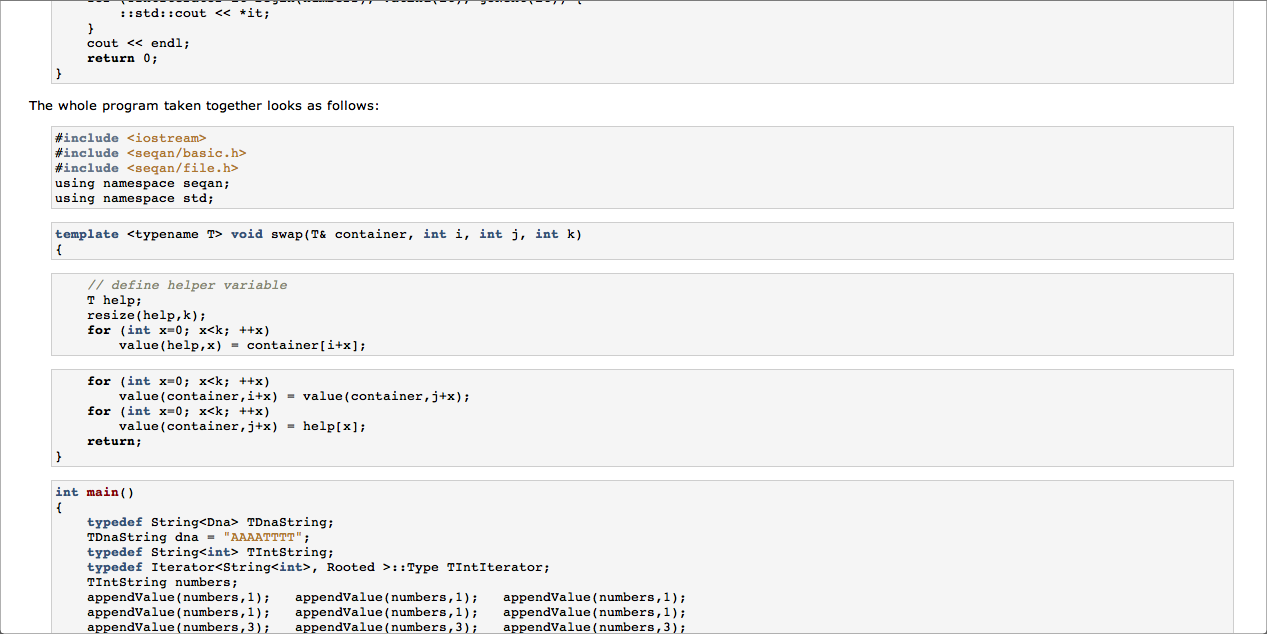 ::std::cout << *it;
}
cout << endl;
return 0;
}
The whole program taken together looks as follows:
#include <iostream>
#include <seqan/basic.h>
#include <seqan/file.h>
using namespace seqan;
using namespace std;
template <typename T> void swap(T& container, int i, int j, int k)
{
// define helper variable
T help;
resize(help,k);
for (int x=0; x<k; ++x)
value(help,x) = container[i+x];
for (int x=0; x<k; ++x)
value(container,i+x) = value(container,j+x);
for (int x=0; x<k; ++x)
value(container,j+x) = help[x];
return;
}
int main()
{
typedef String<Dna> TDnaString;
TDnaString dna = "AAAATTTT";
typedef String<int> TIntString;
typedef Iterator<String<int>, Rooted >::Type TIntIterator;
TIntString numbers;
appendValue(numbers,1);   appendValue(numbers,1);   appendValue(numbers,1);
appendValue(numbers,1);   appendValue(numbers,1);   appendValue(numbers,1);
appendValue(numbers,3);   appendValue(numbers,3);   appendValue(numbers,3);